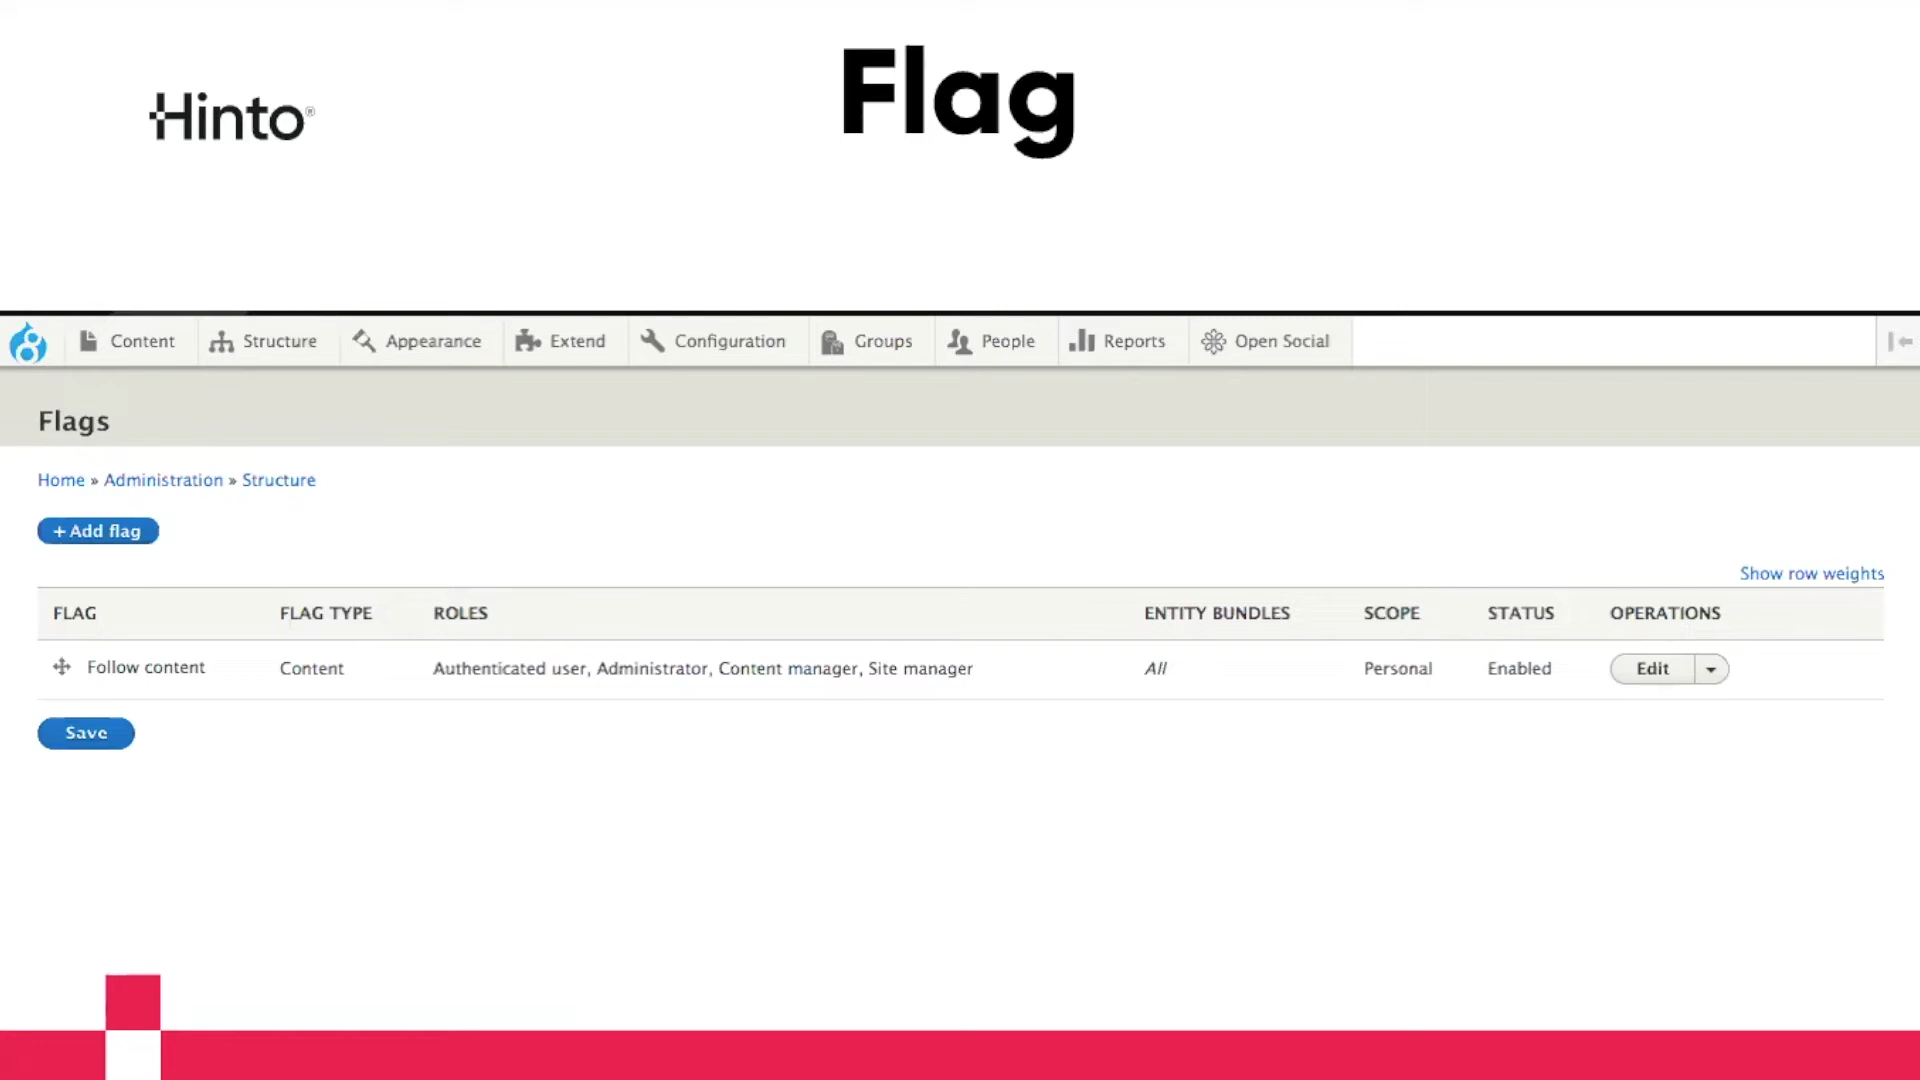 Flag
Hinto®
Content Structure Appearance Extend Configuration Groups People Reports Open Social
Flags
Home » Administration » Structure
+ Add flag
Show row weights
FLAG FLAG TYPE ROLES ENTITY BUNDLES SCOPE STATUS OPERATIONS
Follow content Content Authenticated user, Administrator, Content manager, Site manager All Personal Enabled Edit
Save